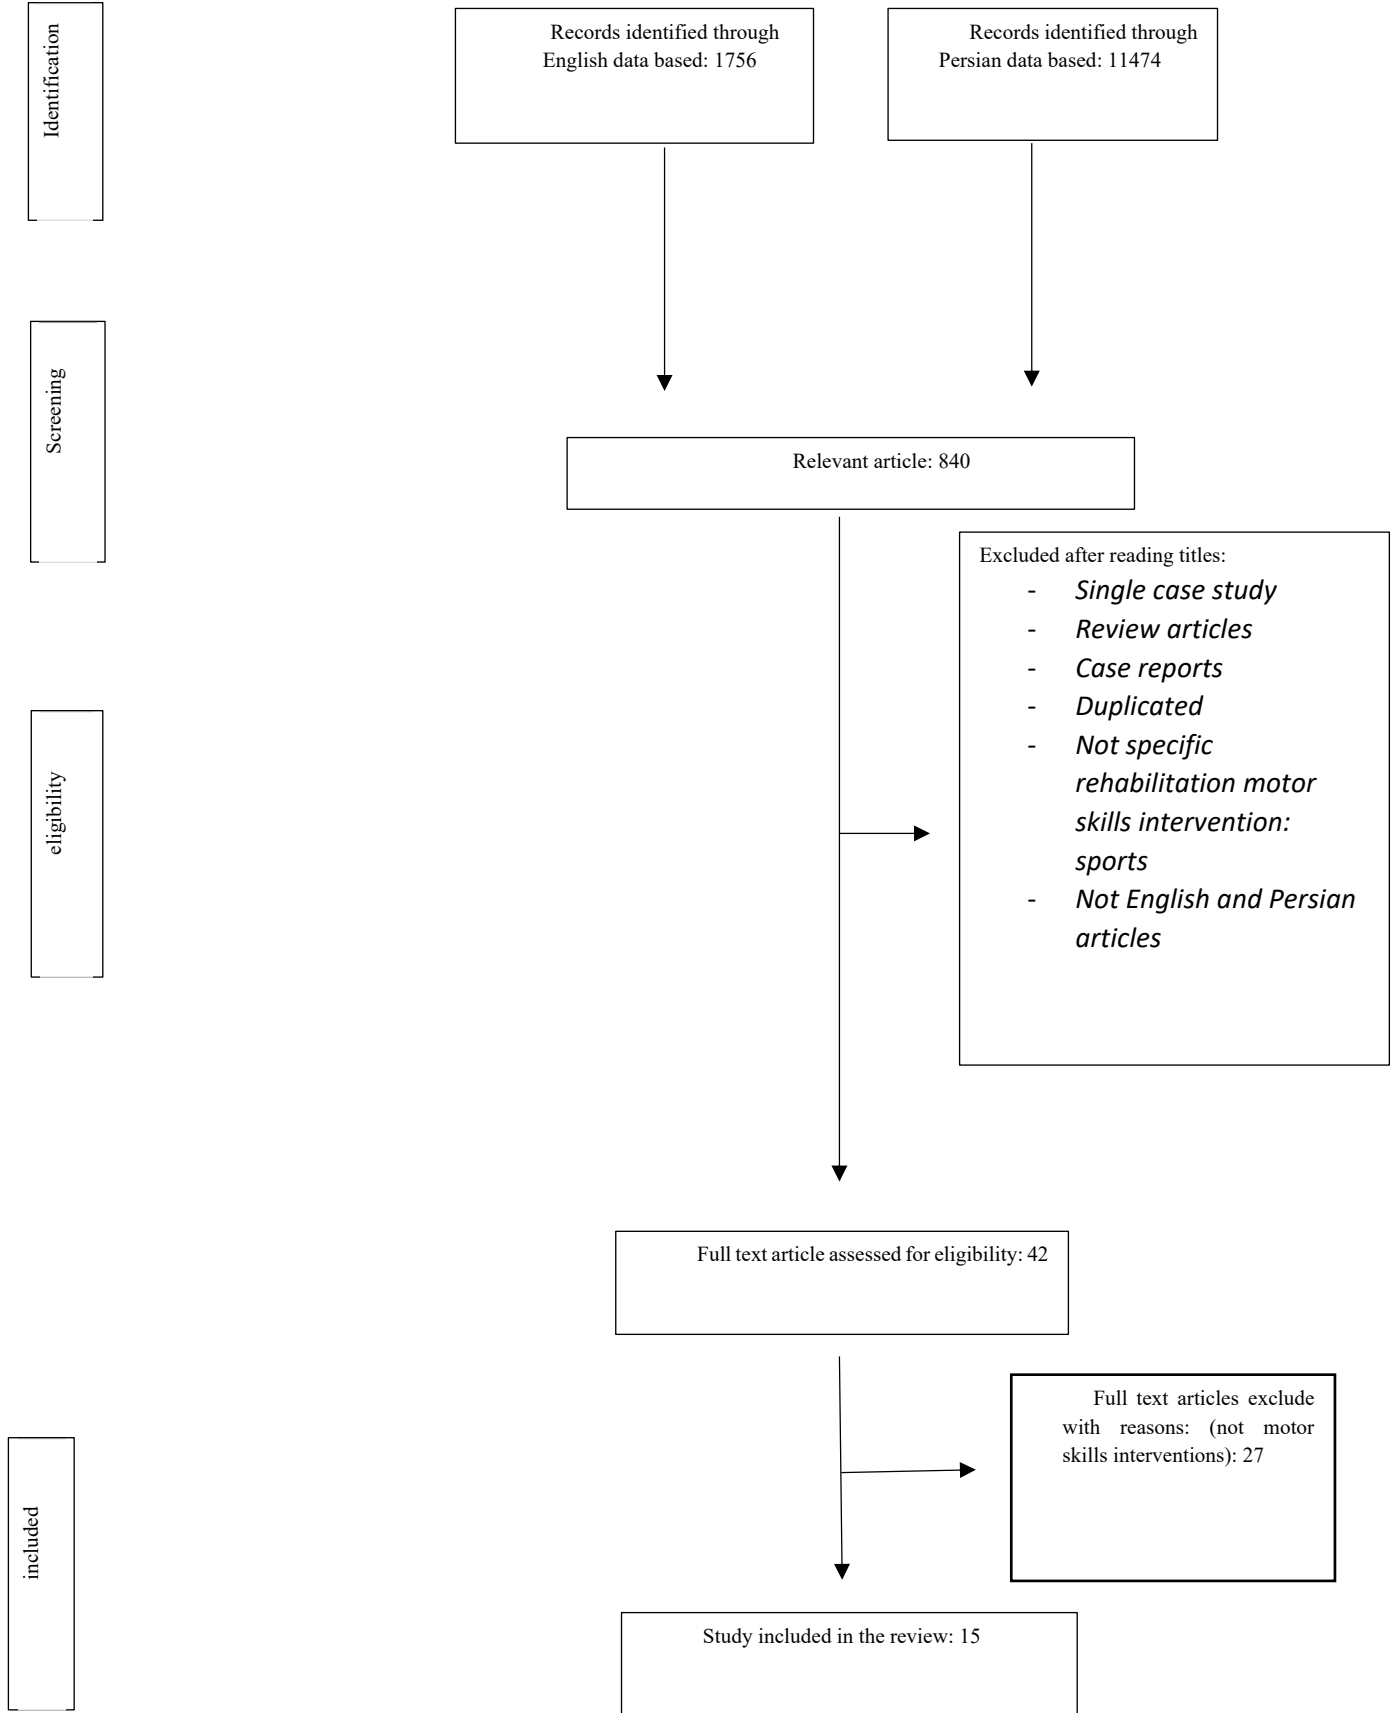 Identification
Records identified through
English data based: 1756
Records identified through
Persian data based: 11474
Screening
Relevant article: 840
Excluded after reading titles:
- Single case study
- Review articles
- Case reports
- Duplicated
- Not specific
rehabilitation motor
skills intervention:
sports
- Not English and Persian
articles
eligibility
Full text article assessed for eligibility: 42
Full text articles exclude
with reasons: (not motor
skills interventions): 27
included
Study included in the review: 15